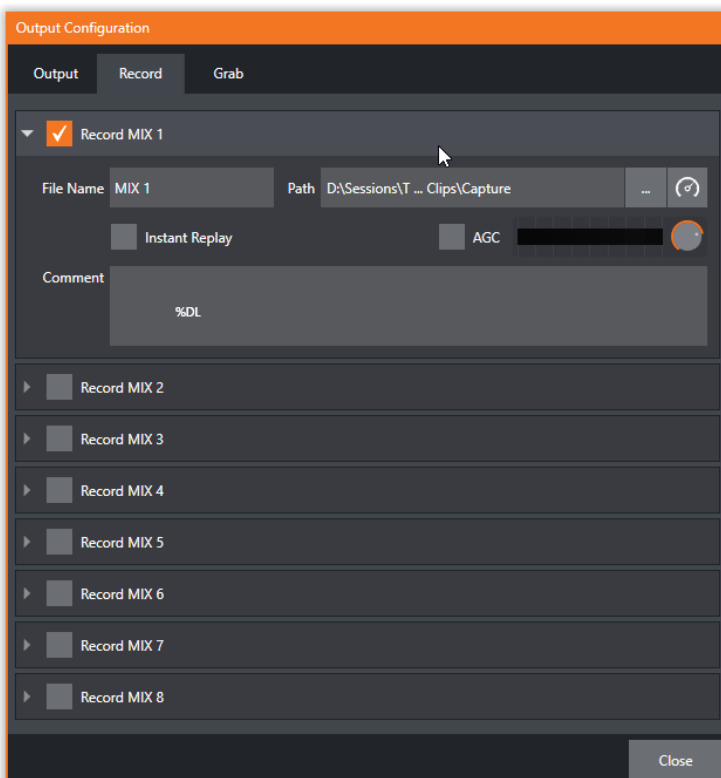 Output Configuration
Output Record Grab
Record MIX 1
File Name MIX 1 Path D:\Sessions\T ... Clips\Capture ...
Instant Replay AGC
Comment
%DL
Record MIX 2
Record MIX 3
Record MIX 4
Record MIX 5
Record MIX 6
Record MIX 7
Record MIX 8
Close